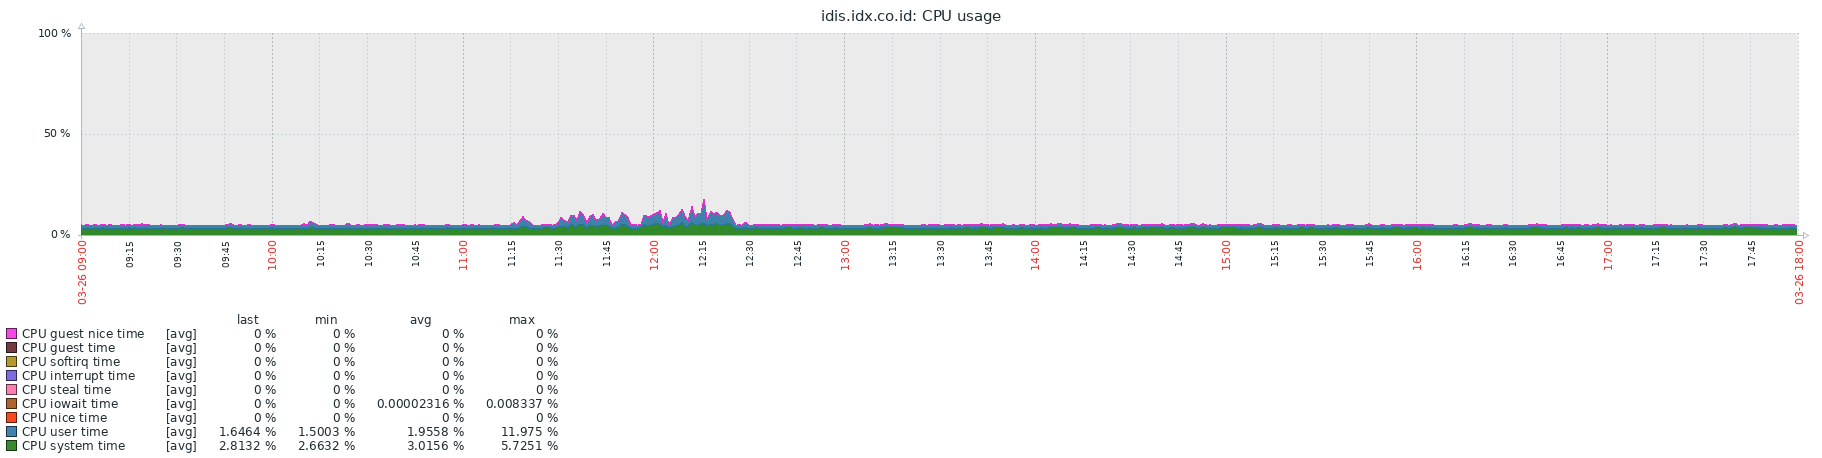 idis.idx.co.id: CPU usage
100 %
50 %
0 %
03-26 09:00 09:15 09:30 09:45 10:00 10:15 10:30 10:45 11:00 11:15 11:30 11:45 12:00 12:15 12:30 12:45 13:00 13:15 13:30 13:45 14:00 14:15 14:30 14:45 15:00 15:15 15:30 15:45 16:00 16:15 16:30 16:45 17:00 17:15 17:30 17:45 03-26 18:00
last min avg max
CPU guest nice time [avg] 0 % 0 % 0 % 0 %
CPU guest time [avg] 0 % 0 % 0 % 0 %
CPU softirq time [avg] 0 % 0 % 0 % 0 %
CPU interrupt time [avg] 0 % 0 % 0 % 0 %
CPU steal time [avg] 0 % 0 % 0 % 0 %
CPU iowait time [avg] 0 % 0 % 0.00002316 % 0.008337 %
CPU nice time [avg] 0 % 0 % 0 % 0 %
CPU user time [avg] 1.6464 % 1.5003 % 1.9558 % 11.975 %
CPU system time [avg] 2.8132 % 2.6632 % 3.0156 % 5.7251 %